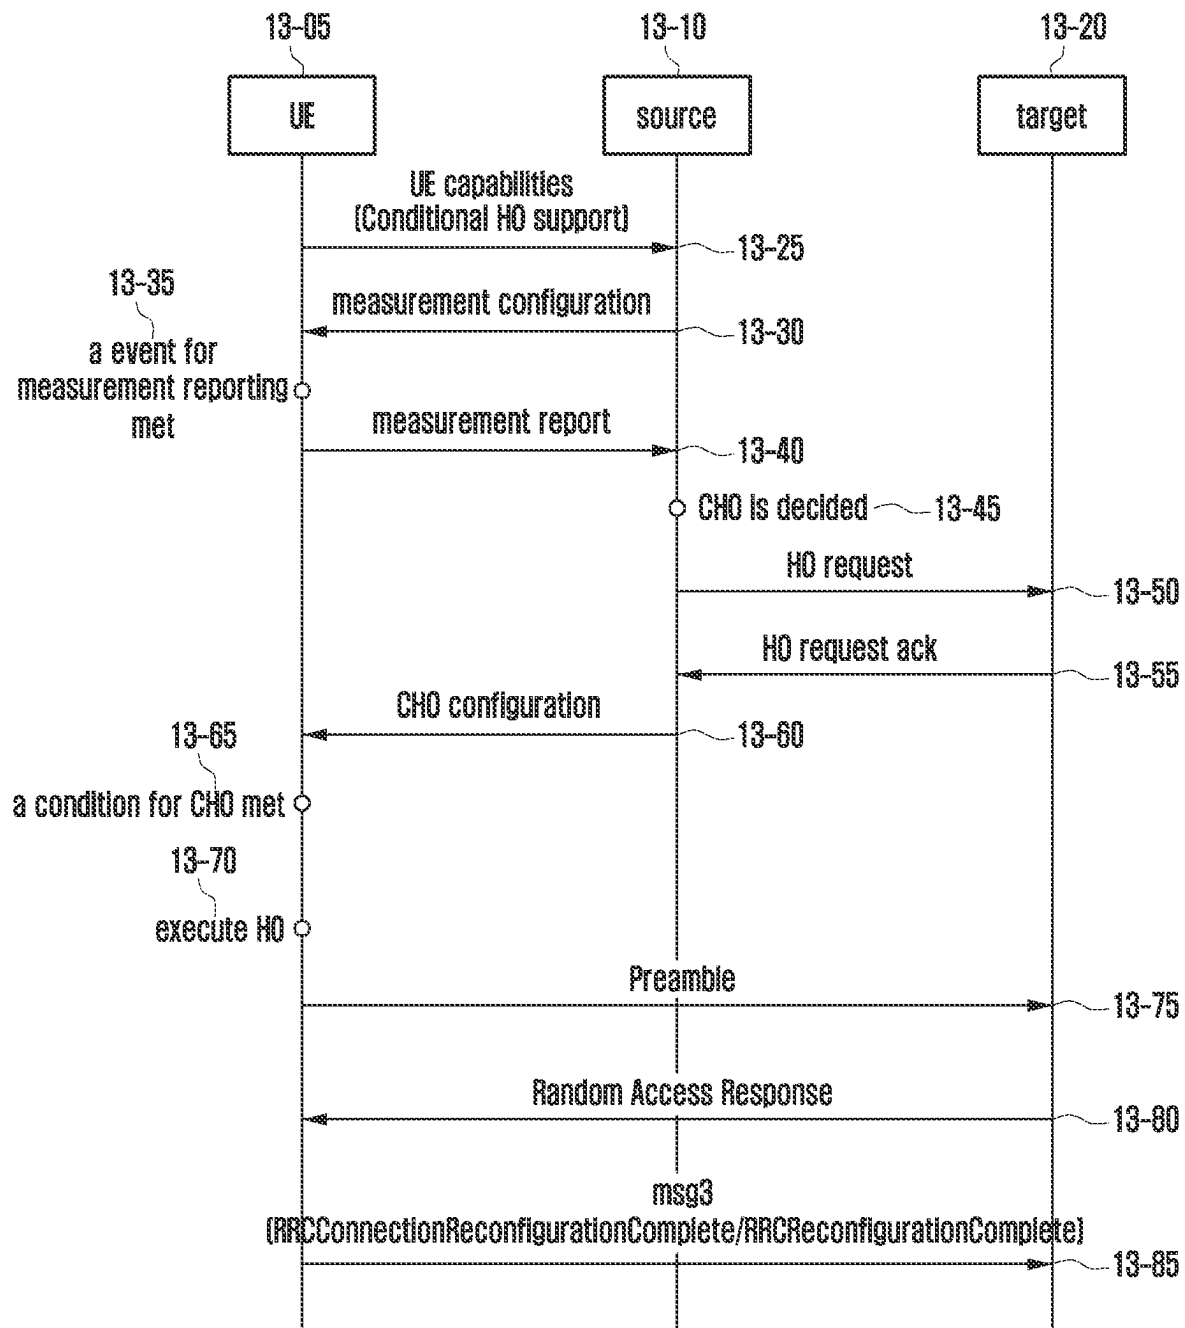 13-05
13-10
13-20
UE
source
target
UE capabilities
(Conditional HO support)
13-25
13-35
measurement configuration
13-30
a event for
measurement reporting
met
measurement report
13-40
CHO is decided
13-45
HO request
13-50
HO request ack
13-55
CHO configuration
13-60
13-65
a condition for CHO met
13-70
execute HO
Preamble
13-75
Random Access Response
13-80
msg3
(RRCConnectionReconfigurationComplete/RRCReconfigurationComplete)
13-85